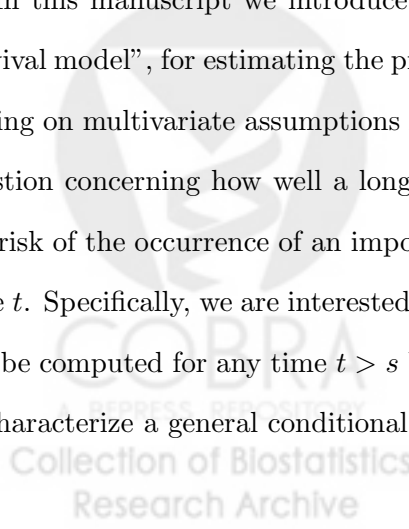 in this manuscript we introduce
ival model”, for estimating the p
ing on multivariate assumptions
stion concerning how well a long
risk of the occurrence of an impo
e t. Specifically, we are interested
be computed for any time t > s
haracterize a general conditional
COBRA
A BEPRESS REPOSITORY
Collection of Biostatistics
Research Archive